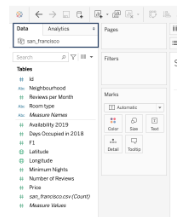 Data
Analytics
Pages
san_francisco
Search
Filters
Tables
Id
Neighbourhood
Reviews per Month
Room type
Measure Names
Availability 2019
Days Occupied in 2018
F1
Latitude
Longitude
Minimum Nights
Number of Reviews
Price
san_francisco.csv (Count)
Measure Values
Marks
Automatic
Color
Size
Text
Detail
Tooltip